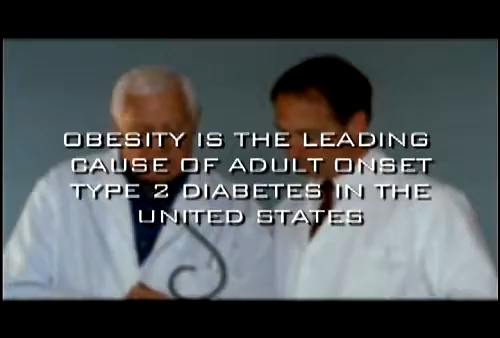 OBESITY IS THE LEADING
CAUSE OF ADULT ONSET
TYPE 2 DIABETES IN THE
UNITED STATES